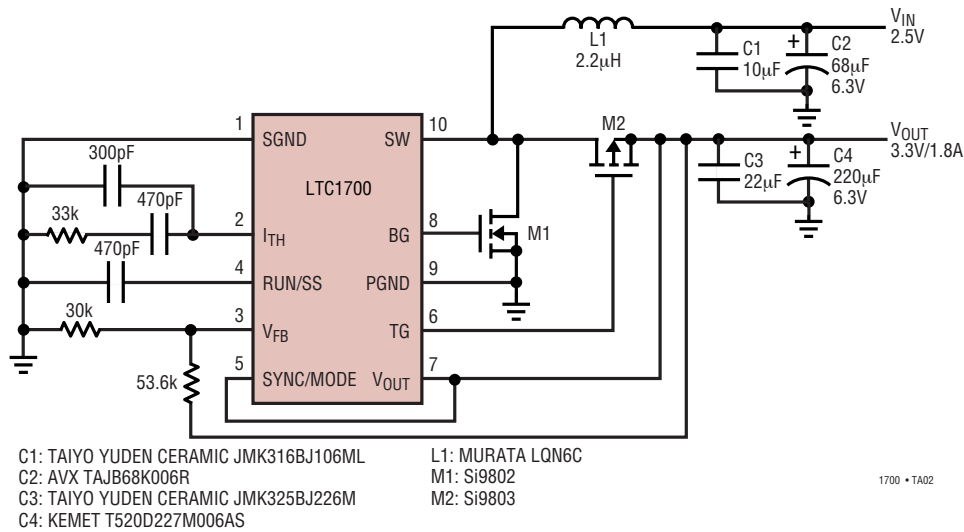 V_IN
2.5V
L1
2.2µH
C1
10µF
+
C2
68µF
6.3V
1
SGND
SW
10
M2
V_OUT
3.3V/1.8A
300pF
LTC1700
C3
22µF
+
C4
220µF
6.3V
33k
470pF
2
I_TH
BG
8
M1
470pF
4
RUN/SS
PGND
9
30k
3
V_FB
TG
6
5
SYNC/MODE
V_OUT
7
53.6k
C1: TAIYO YUDEN CERAMIC JMK316BJ106ML
C2: AVX TAJB68K006R
C3: TAIYO YUDEN CERAMIC JMK325BJ226M
C4: KEMET T520D227M006AS
L1: MURATA LQN6C
M1: Si9802
M2: Si9803
1700 • TA02